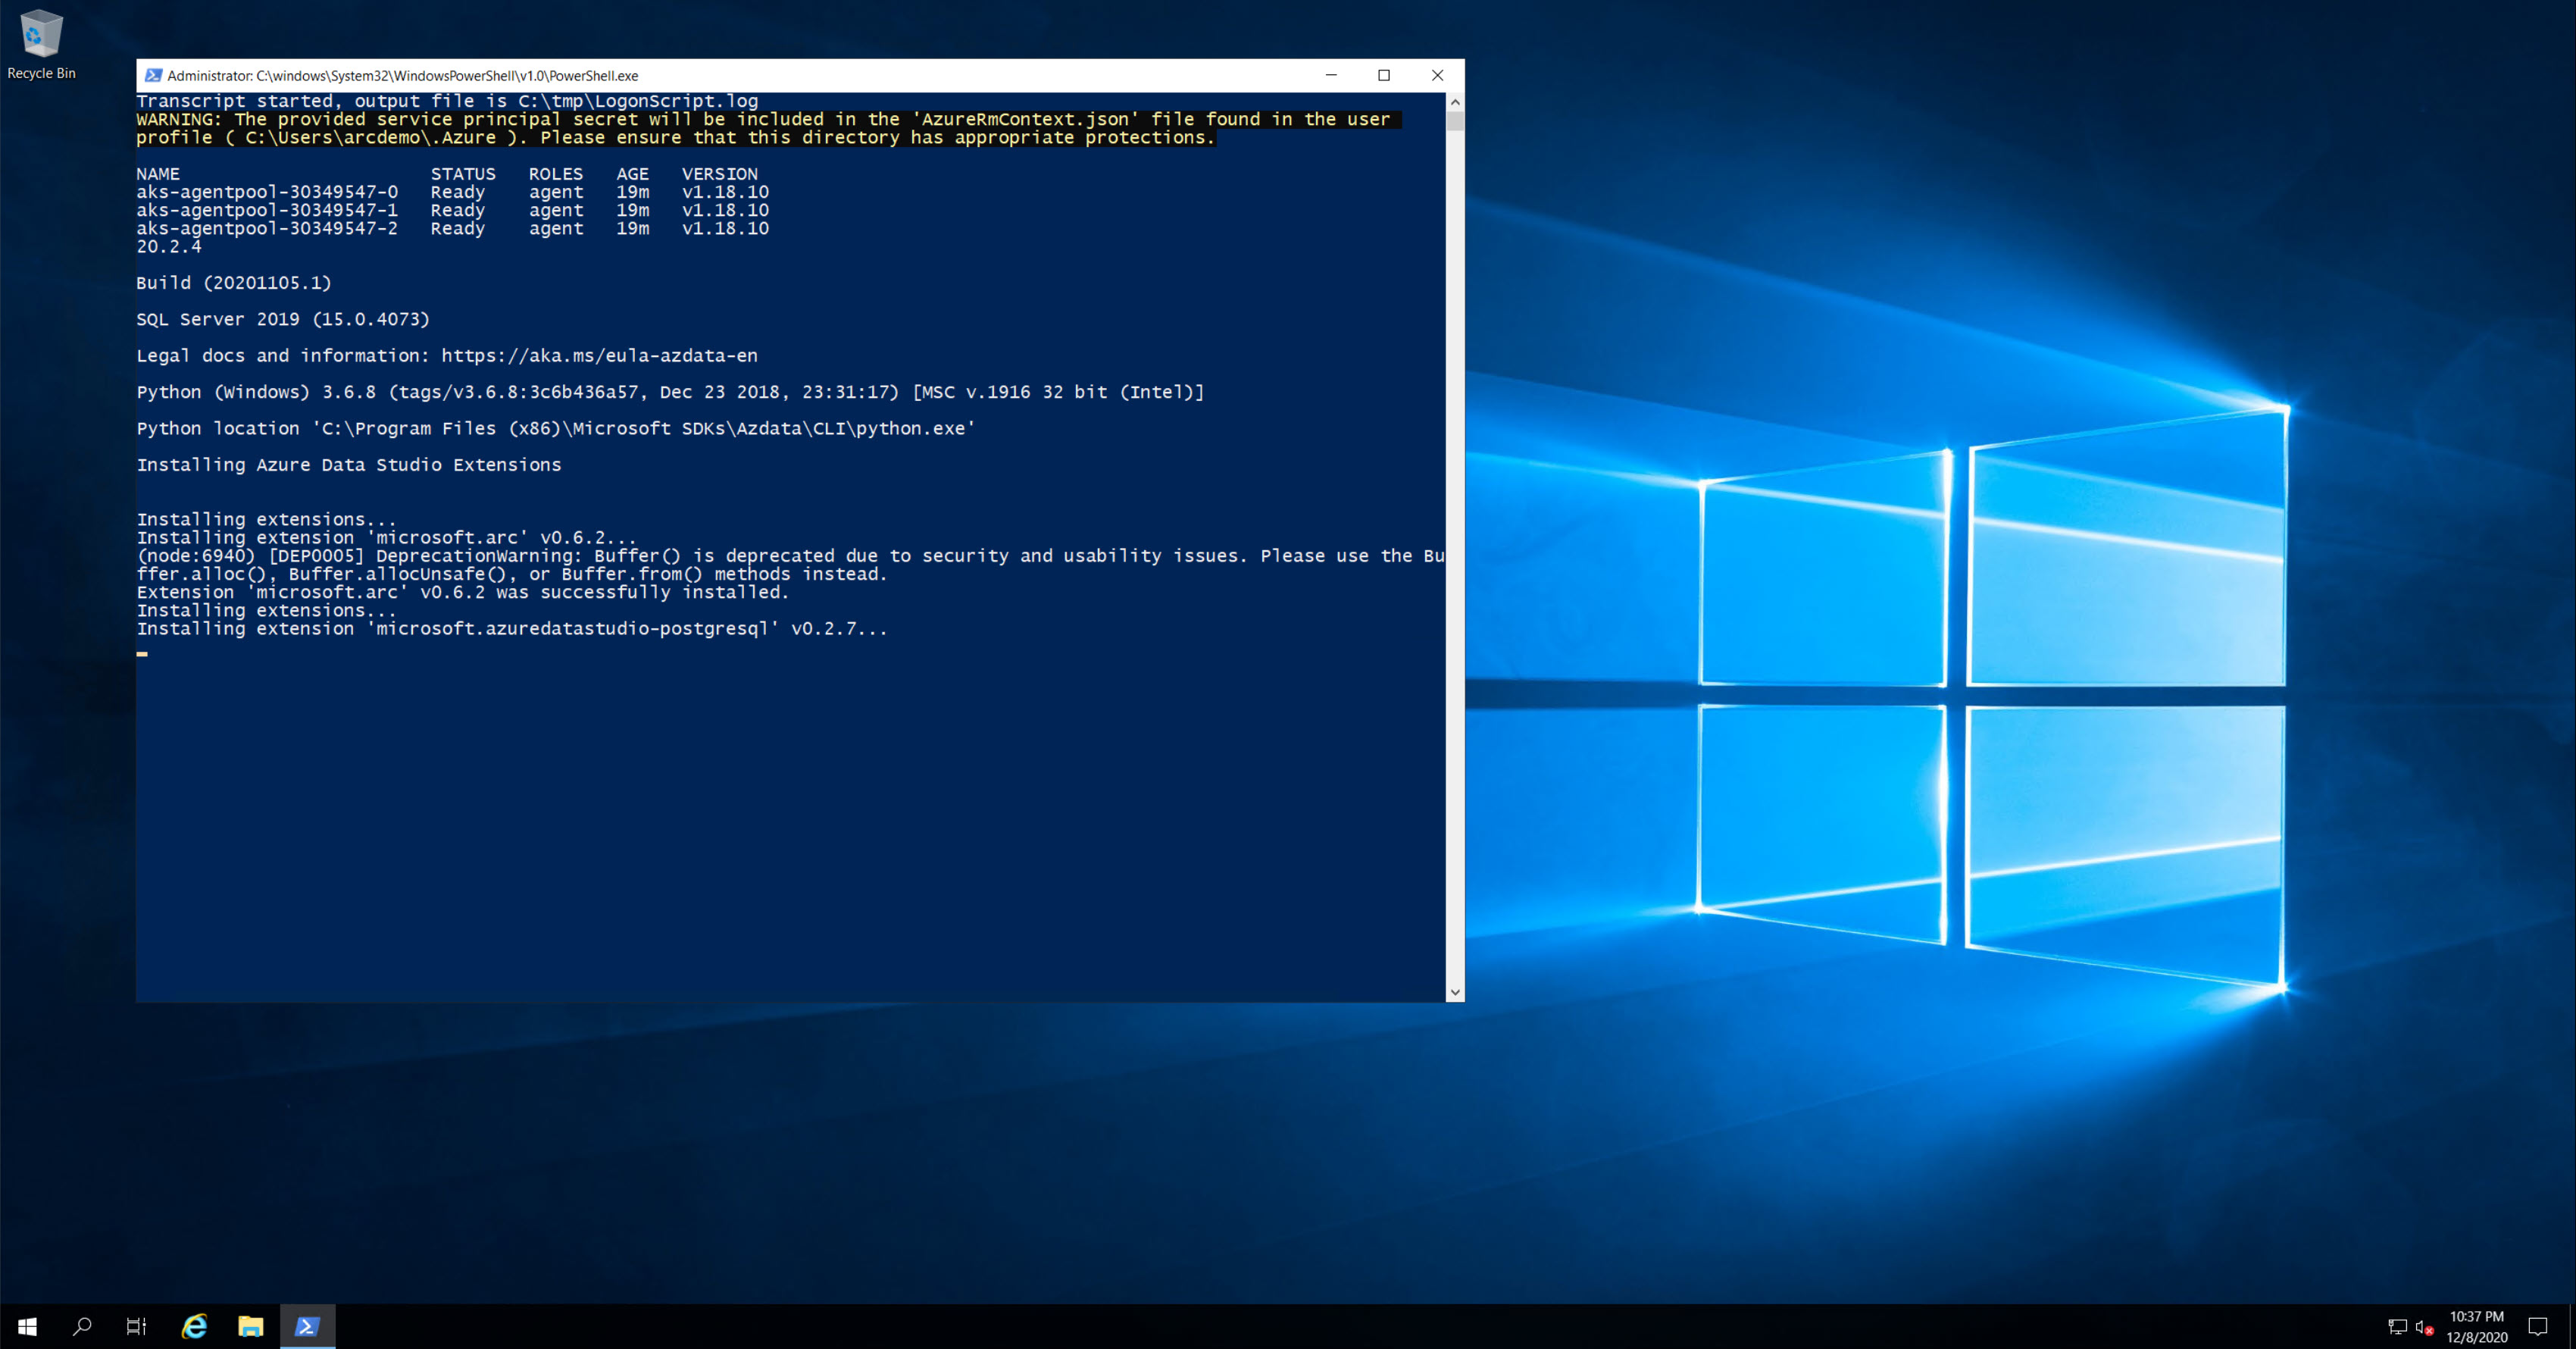 Recycle Bin
Administrator: C:\windows\System32\WindowsPowerShell\v1.0\PowerShell.exe
Transcript started, output file is C:\tmp\LogonScript.log
WARNING: The provided service principal secret will be included in the 'AzureRmContext.json' file found in the user
profile ( C:\Users\arcdemo\.Azure ). Please ensure that this directory has appropriate protections.
NAME STATUS ROLES AGE VERSION
aks-agentpool-30349547-0 Ready agent 19m v1.18.10
aks-agentpool-30349547-1 Ready agent 19m v1.18.10
aks-agentpool-30349547-2 Ready agent 19m v1.18.10
20.2.4
Build (20201105.1)
SQL Server 2019 (15.0.4073)
Legal docs and information: https://aka.ms/eula-azdata-en
Python (Windows) 3.6.8 (tags/v3.6.8:3c6b436a57, Dec 23 2018, 23:31:17) [MSC v.1916 32 bit (Intel)]
Python location 'C:\Program Files (x86)\Microsoft SDKs\Azdata\CLI\python.exe'
Installing Azure Data Studio Extensions
Installing extensions...
Installing extension 'microsoft.arc' v0.6.2...
(node:6940) [DEP0005] DeprecationWarning: Buffer() is deprecated due to security and usability issues. Please use the Bu
ffer.alloc(), Buffer.allocUnsafe(), or Buffer.from() methods instead.
Extension 'microsoft.arc' v0.6.2 was successfully installed.
Installing extensions...
Installing extension 'microsoft.azuredatastudio-postgresql' v0.2.7...
10:37 PM
12/8/2020